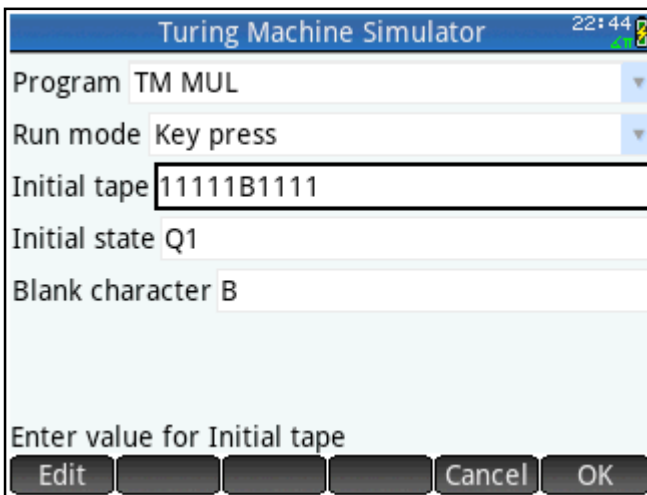 Turing Machine Simulator 22:44
∡π
Program TM MUL
Run mode Key press
Initial tape 11111B1111
Initial state Q1
Blank character B
Enter value for Initial tape
Edit Cancel OK